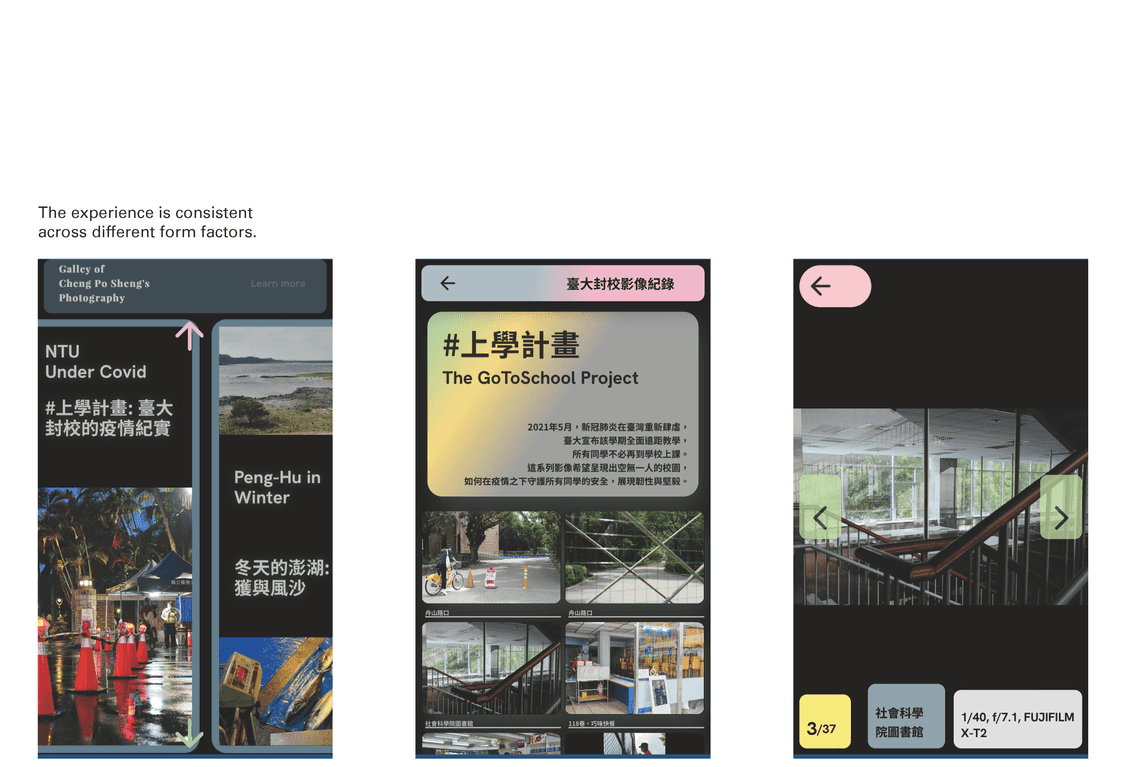 The experience is consistent
across different form factors.
Galley of
Cheng Po Sheng's
Photography
Learn more
NTU
Under Covid
#上學計畫: 臺大
封校的疫情紀實
Peng-Hu in
Winter
冬天的澎湖:
獲與風沙
臺大封校影像紀錄
#上學計畫
The GoToSchool Project
2021年5月，新冠肺炎在臺灣重新肆虐，
臺大宣布該學期全面遠距教學，
所有同學不必再到學校上課。
這系列影像希望呈現出空無一人的校園，
如何在疫情之下守護所有同學的安全，展現韌性與堅毅。
舟山路口
舟山路口
社會科學院圖書館
118巷，巧味快餐
3/37
社會科學
院圖書館
1/40, f/7.1, FUJIFILM
X-T2